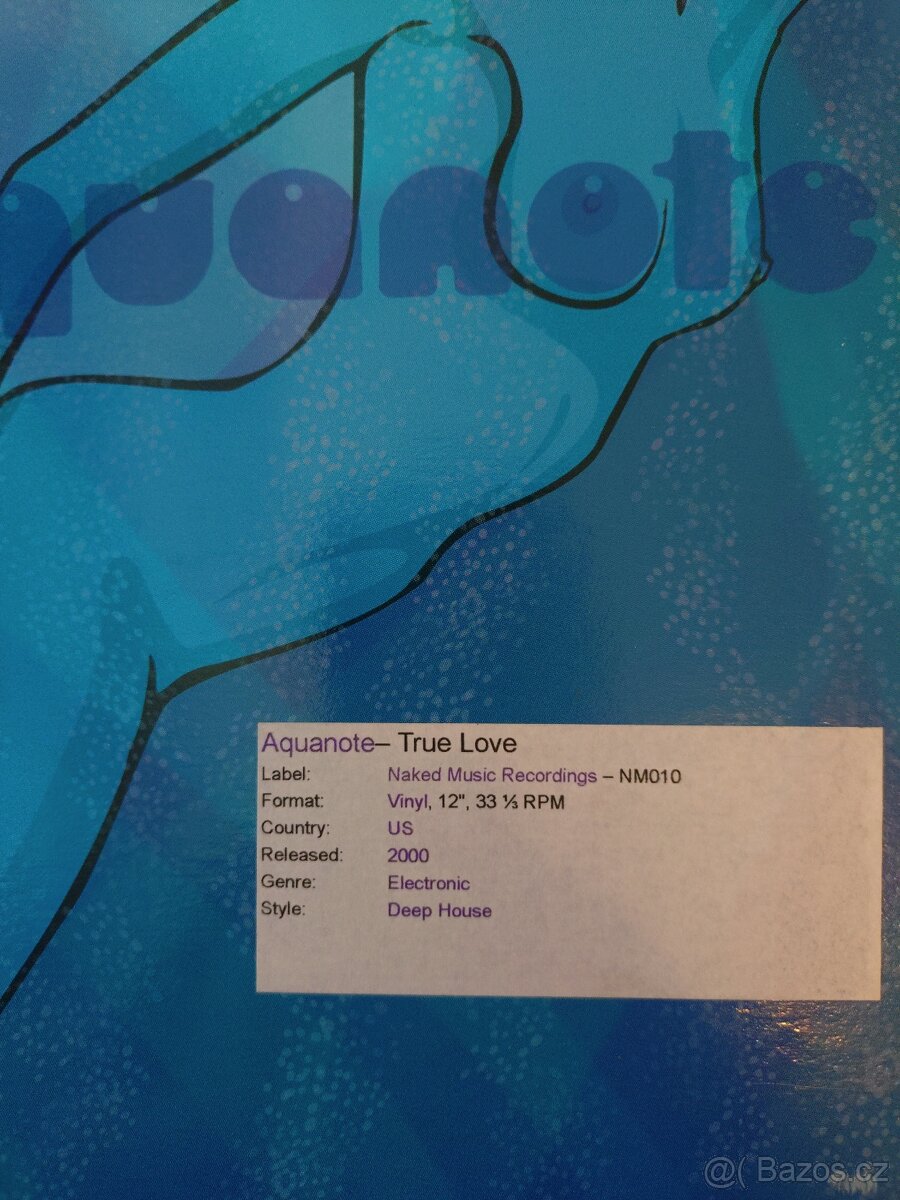 quanote
Aquanote– True Love
Label: Naked Music Recordings – NM010
Format: Vinyl, 12", 33 ⅓ RPM
Country: US
Released: 2000
Genre: Electronic
Style: Deep House
@( Bazos.cz